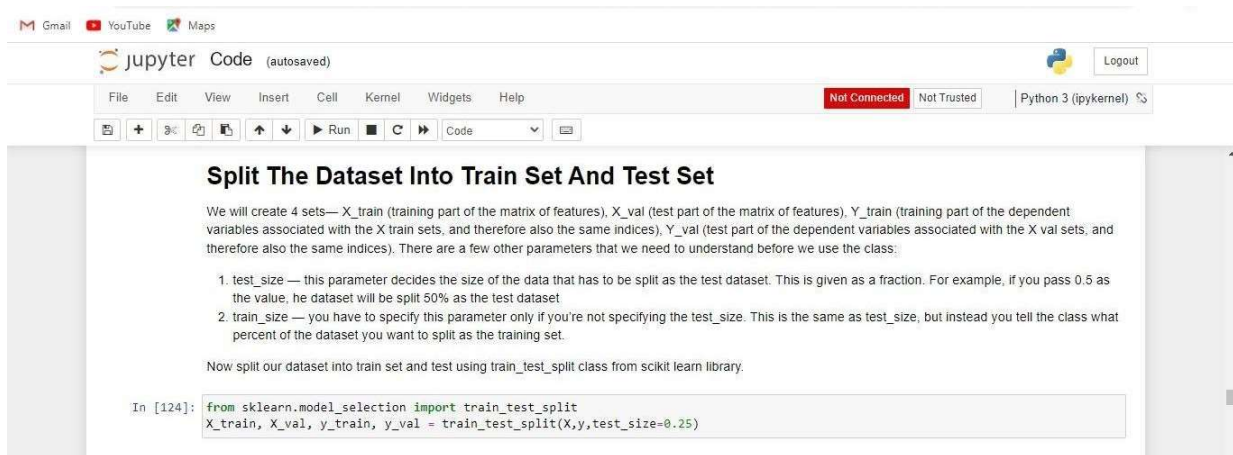 Gmail YouTube Maps
jupyter Code (autosaved) Logout
File Edit View Insert Cell Kernel Widgets Help Not Connected Not Trusted Python 3 (ipykernel)
Run Code
Split The Dataset Into Train Set And Test Set
We will create 4 sets— X_train (training part of the matrix of features), X_val (test part of the matrix of features), Y_train (training part of the dependent
variables associated with the X train sets, and therefore also the same indices), Y_val (test part of the dependent variables associated with the X val sets, and
therefore also the same indices). There are a few other parameters that we need to understand before we use the class:
1. test_size — this parameter decides the size of the data that has to be split as the test dataset. This is given as a fraction. For example, if you pass 0.5 as
the value, he dataset will be split 50% as the test dataset
2. train_size — you have to specify this parameter only if you're not specifying the test_size. This is the same as test_size, but instead you tell the class what
percent of the dataset you want to split as the training set.
Now split our dataset into train set and test using train_test_split class from scikit learn library.
In [124]: from sklearn.model_selection import train_test_split
X_train, X_val, y_train, y_val = train_test_split(X,y,test_size=0.25)